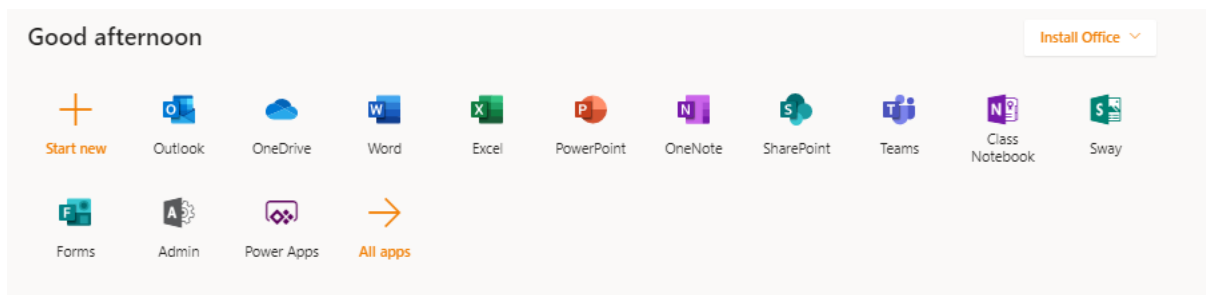 Good afternoon
Install Office
Start new
Outlook
OneDrive
Word
Excel
PowerPoint
OneNote
SharePoint
Teams
Class
Notebook
Sway
Forms
Admin
Power Apps
All apps